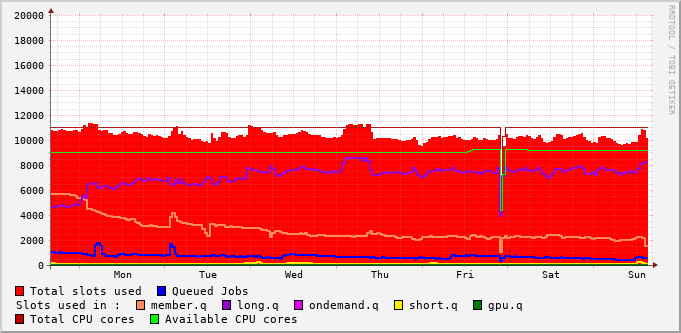 20000
18000
16000
14000
12000
10000
8000
6000
4000
2000
0
Mon Tue Wed Thu Fri Sat Sun
RRDTOOL / TOBI OETIKER
Total slots used Queued Jobs
Slots used in : member.q long.q ondemand.q short.q gpu.q
Total CPU cores Available CPU cores